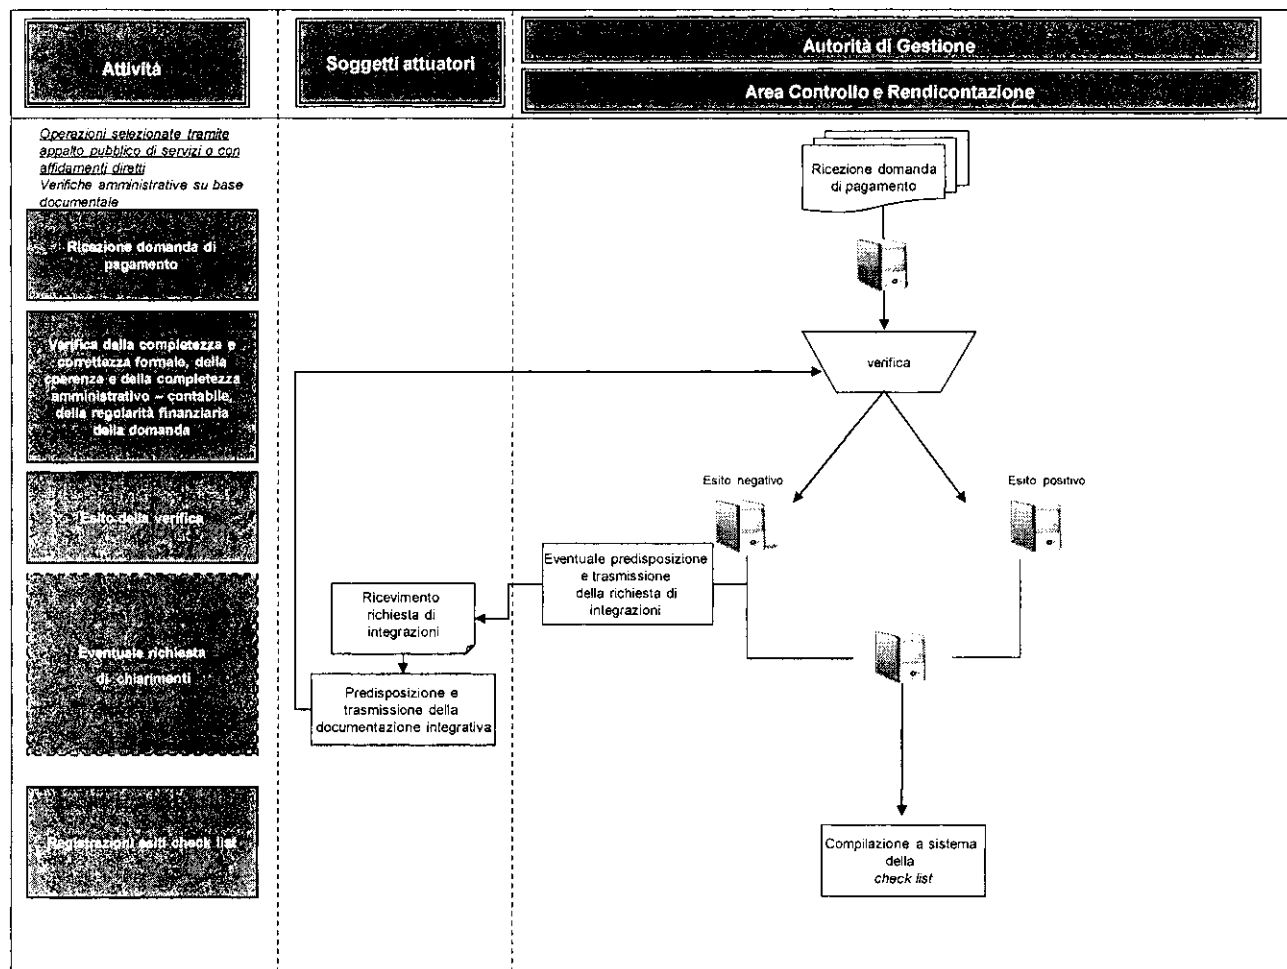 Attività
Soggetti attuatori
Autorità di Gestione
Area Controllo e Rendicontazione
Operazioni selezionate tramite
appalto pubblico di servizi o con
affidamenti diretti
Verifiche amministrative su base
documentale
Ricezione domanda di
pagamento
Verifica della completezza e
correttezza formale, della
coerenza e della completezza
amministrativo – contabile,
della regolarità finanziaria
della domanda
Esito della verifica
Eventuale richiesta
di chiarimenti
Registrazioni esiti check list
Ricezione domanda
di pagamento
verifica
Esito negativo
Esito positivo
Eventuale predisposizione
e trasmissione
della richiesta di
integrazioni
Ricevimento
richiesta di
integrazioni
Predisposizione e
trasmissione della
documentazione integrativa
Compilazione a sistema
della
check list